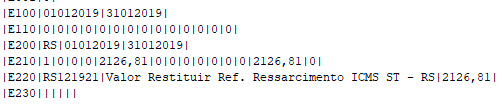 |E100|01012019|31012019|
|E110|0|0|0|0|0|0|0|0|0|0|0|0|0|0|
|E200|RS|01012019|31012019|
|E210|1|0|0|0|2126,81|0|0|0|0|0|0|0|2126,81|0|
|E220|RS121921|Valor Restituir Ref. Ressarcimento ICMS ST - RS|2126,81|
|E230||||||